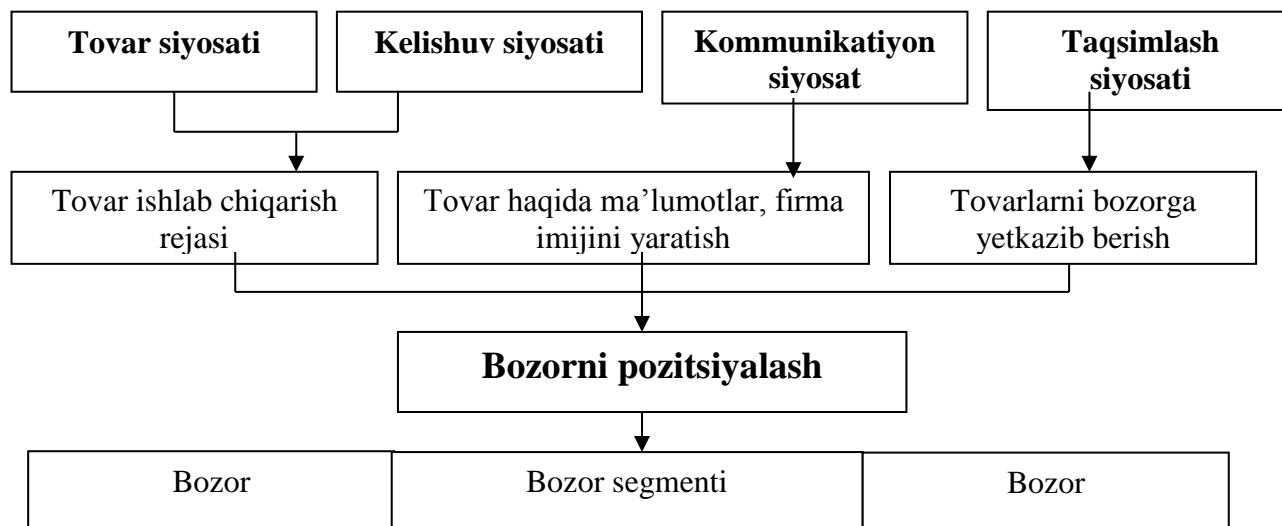 Tovar siyosati
Kelishuv siyosati
Kommunikatiyon
siyosat
Taqsimlash
siyosati
Tovar ishlab chiqarish
rejasi
Tovar haqida ma’lumotlar, firma
imijini yaratish
Tovarlarni bozorga
yetkazib berish
Bozorni pozitsiyalash
Bozor
Bozor segmenti
Bozor